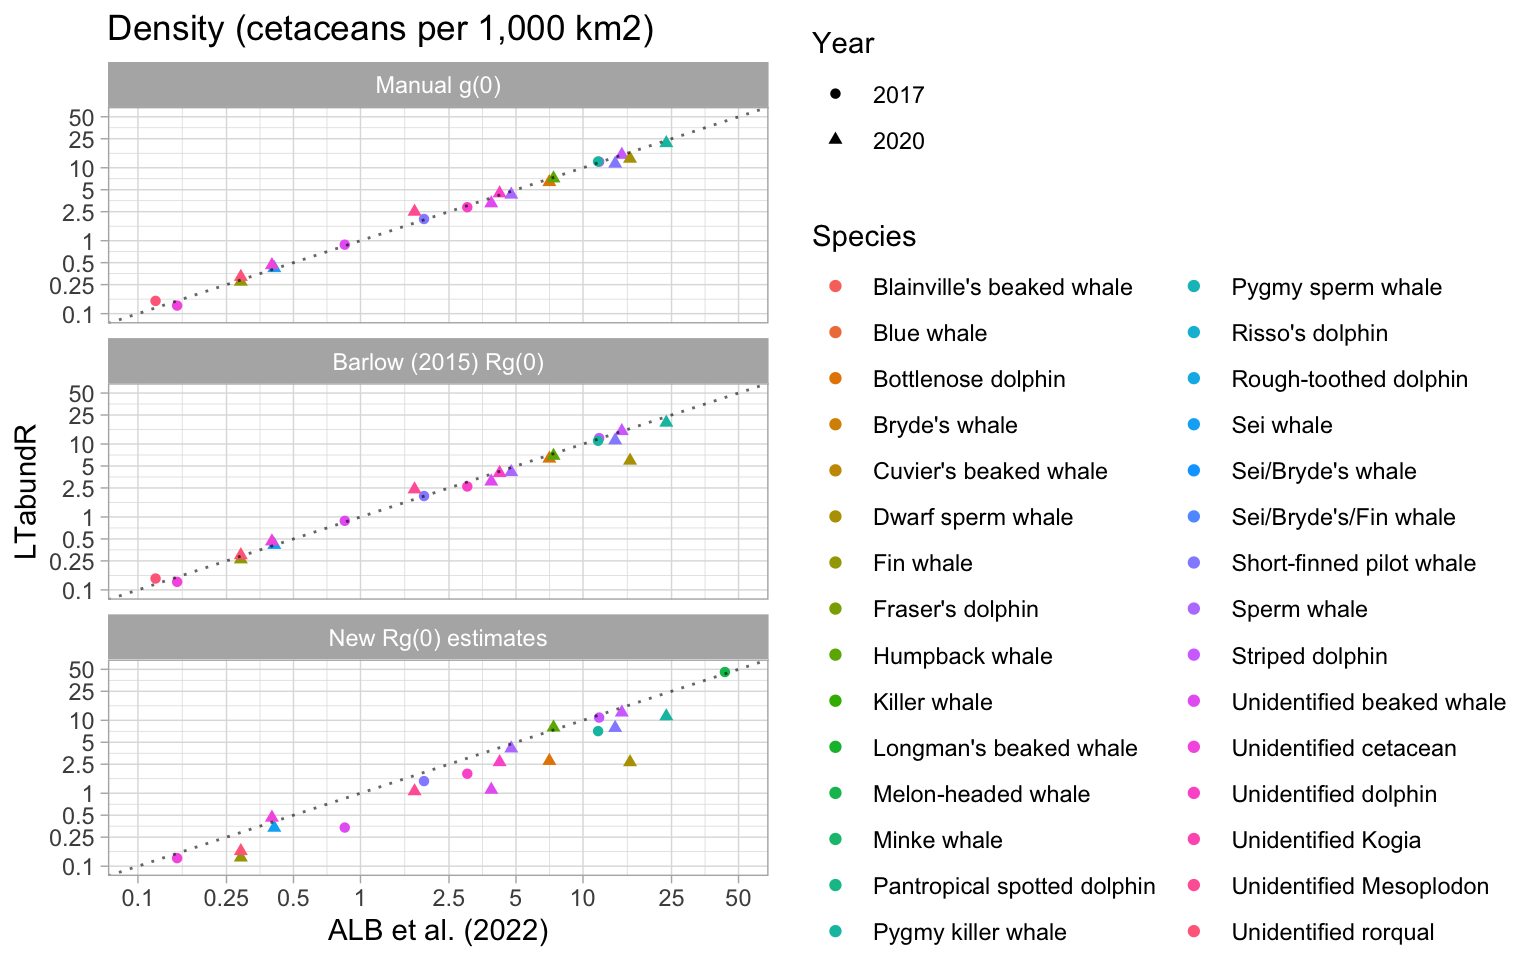 Density (cetaceans per 1,000 km2)
Manual g(0)
50
25
10
5
2.5
1
0.5
0.25
0.1
Barlow (2015) Rg(0)
50
25
10
5
2.5
1
0.5
0.25
0.1
New Rg(0) estimates
50
25
10
5
2.5
1
0.5
0.25
0.1
0.1 0.25 0.5 1 2.5 5 10 25 50
LTabundR
ALB et al. (2022)
Year
2017
2020
Species
Blainville's beaked whale
Blue whale
Bottlenose dolphin
Bryde's whale
Cuvier's beaked whale
Dwarf sperm whale
Fin whale
Fraser's dolphin
Humpback whale
Killer whale
Longman's beaked whale
Melon-headed whale
Minke whale
Pantropical spotted dolphin
Pygmy killer whale
Pygmy sperm whale
Risso's dolphin
Rough-toothed dolphin
Sei whale
Sei/Bryde's whale
Sei/Bryde's/Fin whale
Short-finned pilot whale
Sperm whale
Striped dolphin
Unidentified beaked whale
Unidentified cetacean
Unidentified dolphin
Unidentified Kogia
Unidentified Mesoplodon
Unidentified rorqual